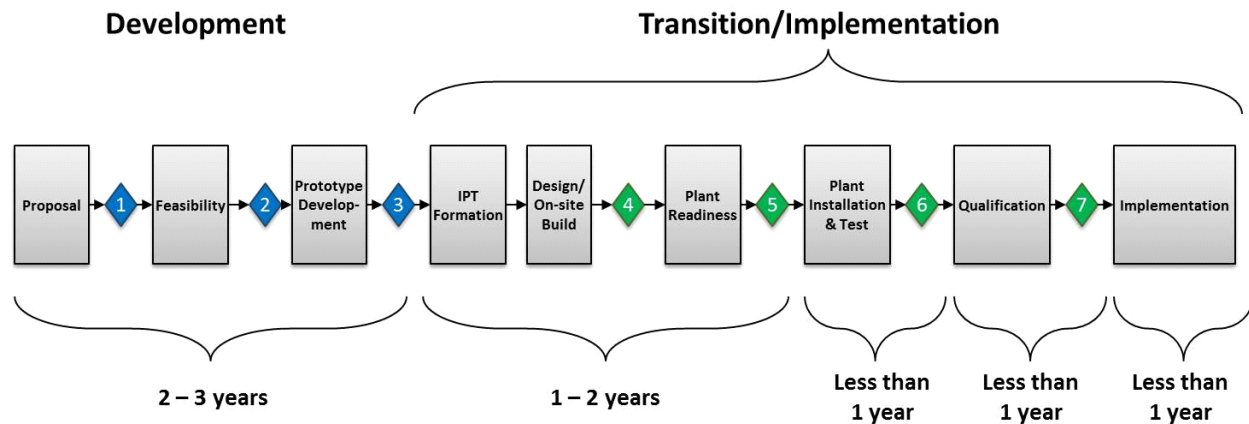 Development
Transition/Implementation
Proposal
1
Feasibility
2
Prototype
Develop-
ment
3
IPT
Formation
Design/
On-site
Build
4
Plant
Readiness
5
Plant
Installation
& Test
6
Qualification
7
Implementation
2 – 3 years
1 – 2 years
Less than
1 year
Less than
1 year
Less than
1 year